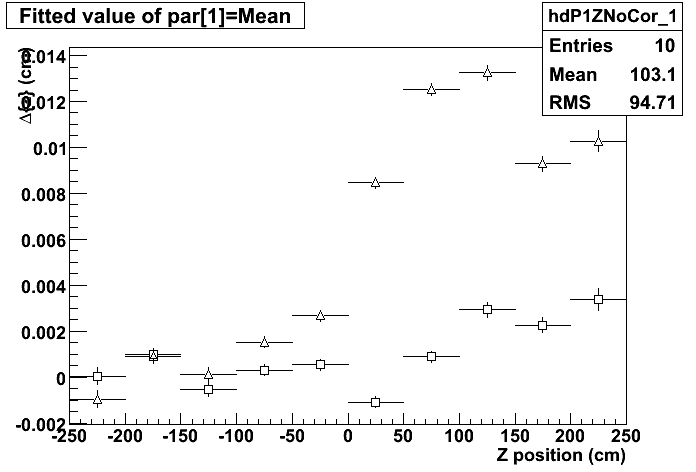 Fitted value of par[1]=Mean
hdP1ZNoCor_1
Entries 10
Mean 103.1
RMS 94.71
0.014
0.012
0.01
0.008
0.006
0.004
0.002
0
-0.002
-250 -200 -150 -100 -50 0 50 100 150 200 250
Z position (cm)